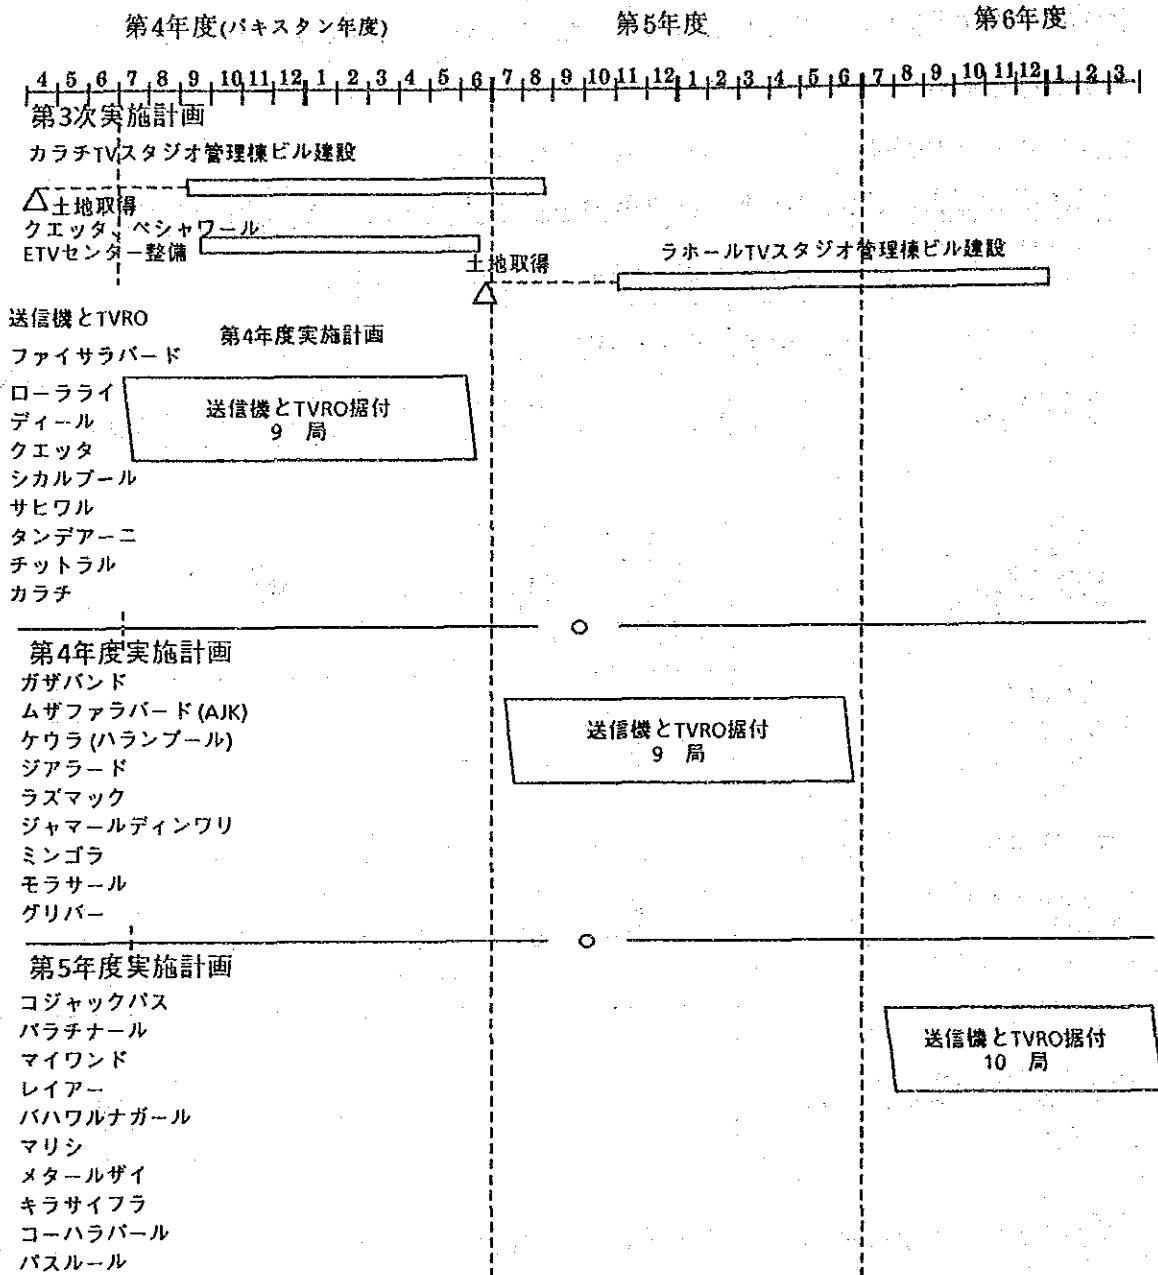 第4年度(パキスタン年度)
第5年度
第6年度
4 5 6 7 8 9 10 11 12 1 2 3 4 5 6 7 8 9 10 11 12 1 2 3 4 5 6 7 8 9 10 11 12 1 2 3
第3次実施計画
カラチTVスタジオ管理棟ビル建設
土地取得
クエッタ、ペシャワール
ETVセンター整備
土地取得
ラホールTVスタジオ管理棟ビル建設
送信機とTVRO
第4年度実施計画
ファイサラバード
ローラライ
ディール
クエッタ
シカルプール
サヒワル
タンデアーニ
チットラル
カラチ
送信機とTVRO据付
9 局
第4年度実施計画
ガザバンド
ムザファラバード(AJK)
ケウラ(ハランプール)
ジアラード
ラズマック
ジャマールディンワリ
ミンゴラ
モラサール
グリバー
送信機とTVRO据付
9 局
第5年度実施計画
コジャックパス
パラチナール
マイワンド
レイアー
バハワルナガール
マリシ
メタールザイ
キラサイフラ
コーハラバール
パスルール
送信機とTVRO据付
10 局